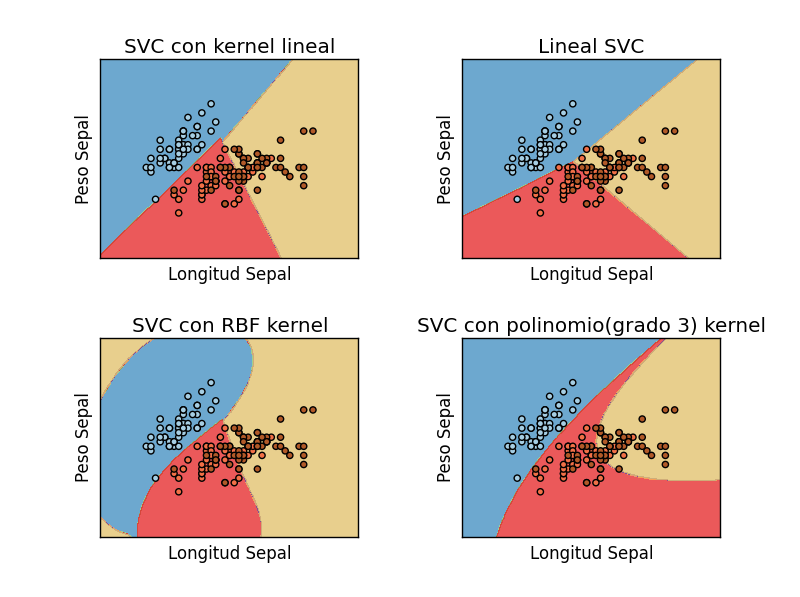 SVC con kernel lineal
Lineal SVC
Peso Sepal
Peso Sepal
Longitud Sepal
Longitud Sepal
SVC con RBF kernel
SVC con polinomio(grado 3) kernel
Peso Sepal
Peso Sepal
Longitud Sepal
Longitud Sepal